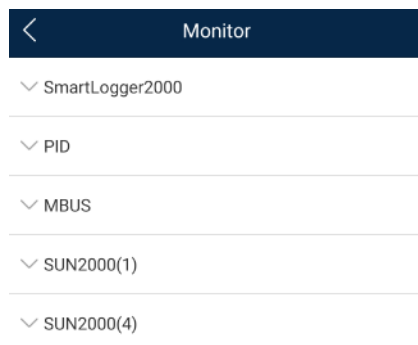 Monitor
SmartLogger2000
PID
MBUS
SUN2000(1)
SUN2000(4)